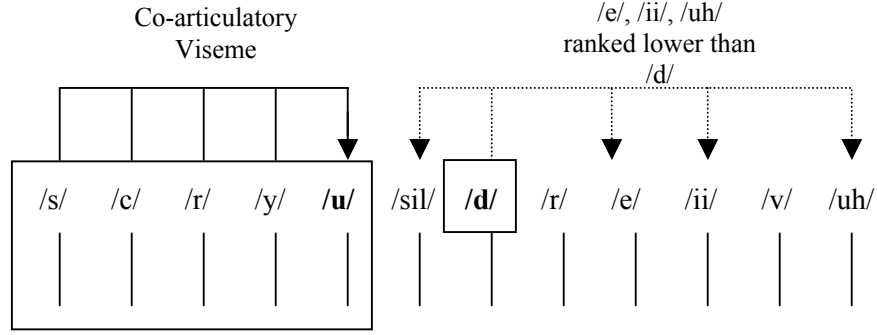 Co-articulatory
Viseme
/e/, /ii/, /uh/
ranked lower than
/d/
/s/ /c/ /r/ /y/ /u/ /sil/ /d/ /r/ /e/ /ii/ /v/ /uh/